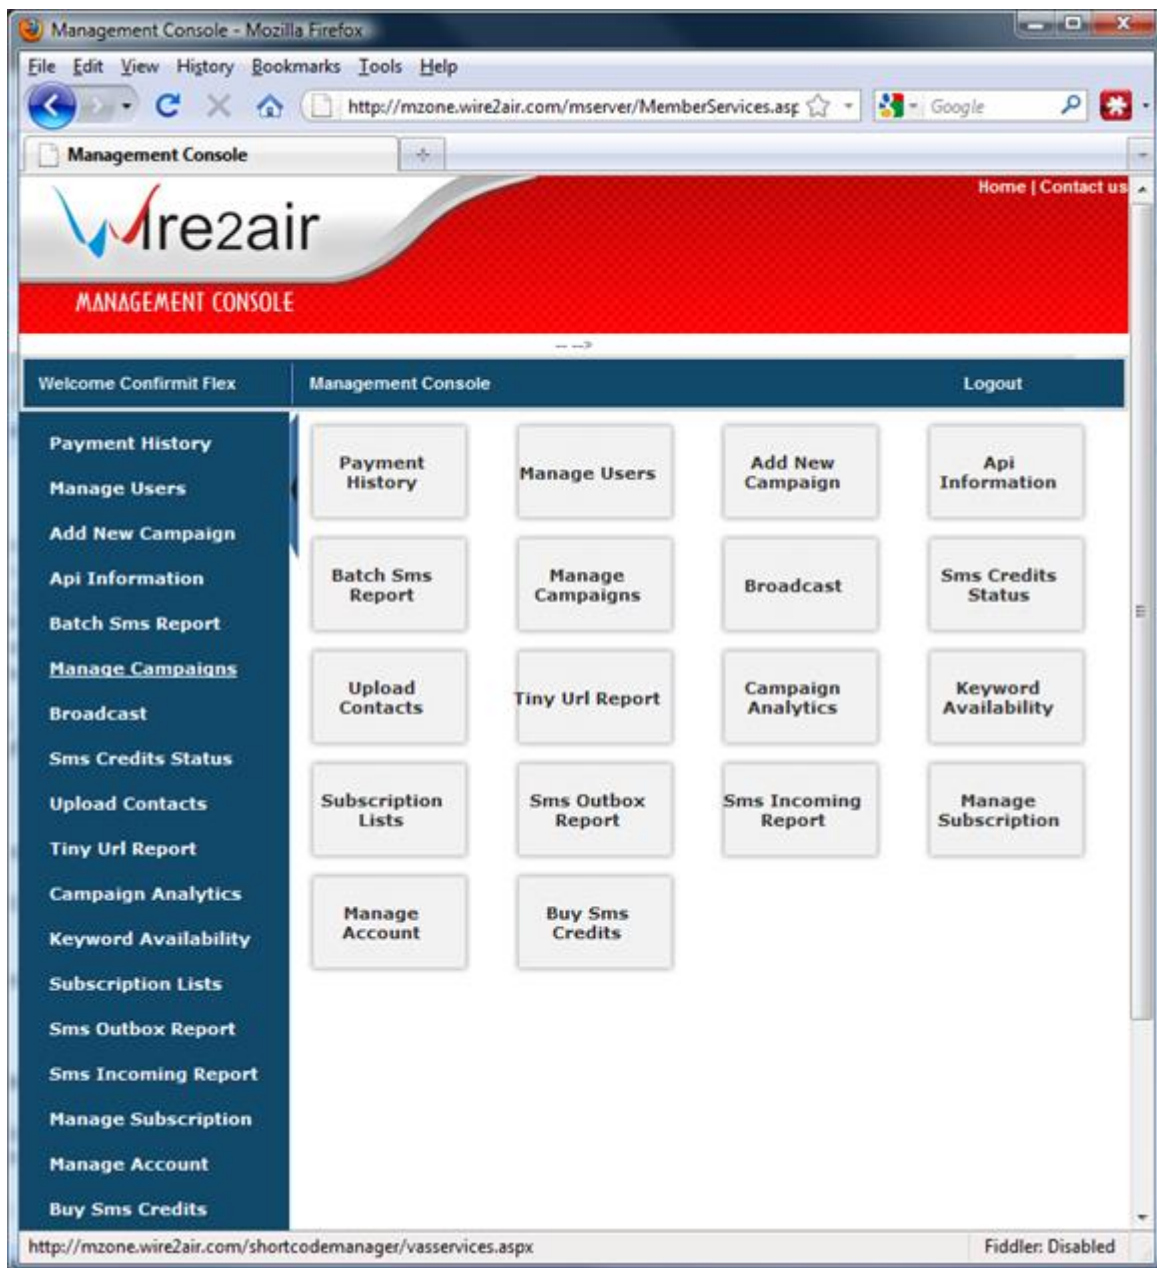 Management Console - Mozilla Firefox
File Edit View History Bookmarks Tools Help
http://mzone.wire2air.com/mserver/MemberServices.asp
Google
Management Console
Home | Contact us
Wire2air
MANAGEMENT CONSOLE
-- -->
Welcome Confirmit Flex
Management Console
Logout
Payment History
Manage Users
Add New Campaign
Api Information
Batch Sms Report
Manage Campaigns
Broadcast
Sms Credits Status
Upload Contacts
Tiny Url Report
Campaign Analytics
Keyword Availability
Subscription Lists
Sms Outbox Report
Sms Incoming Report
Manage Subscription
Manage Account
Buy Sms Credits
Payment
History
Manage Users
Add New
Campaign
Api
Information
Batch Sms
Report
Manage
Campaigns
Broadcast
Sms Credits
Status
Upload
Contacts
Tiny Url Report
Campaign
Analytics
Keyword
Availability
Subscription
Lists
Sms Outbox
Report
Sms Incoming
Report
Manage
Subscription
Manage
Account
Buy Sms
Credits
http://mzone.wire2air.com/shortcodemanager/vasservices.aspx
Fiddler: Disabled